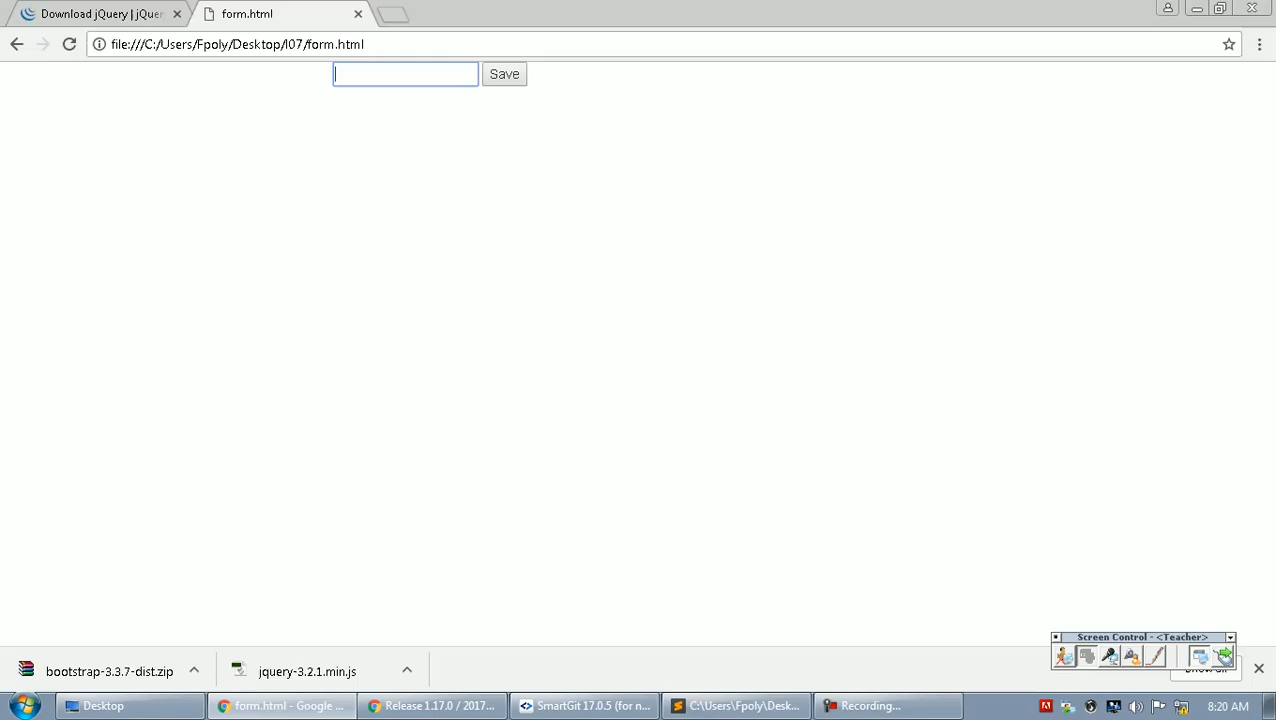 Download jQuery | jQuer
form.html
file:///C:/Users/Fpoly/Desktop/l07/form.html
Save
Screen Control - <Teacher>
bootstrap-3.3.7-dist.zip
jquery-3.2.1.min.js
Desktop
form.html - Google ...
Release 1.17.0 / 2017...
SmartGit 17.0.5 (for n...
C:\Users\Fpoly\Desk...
Recording...
8:20 AM